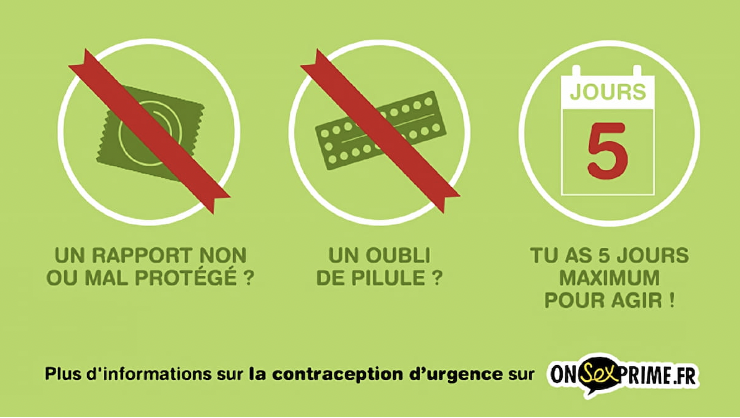 JOURS
5
UN RAPPORT NON
OU MAL PROTÉGÉ ?
UN OUBLI
DE PILULE ?
TU AS 5 JOURS
MAXIMUM
POUR AGIR !
Plus d'informations sur la contraception d'urgence sur ONSexPRIME.FR